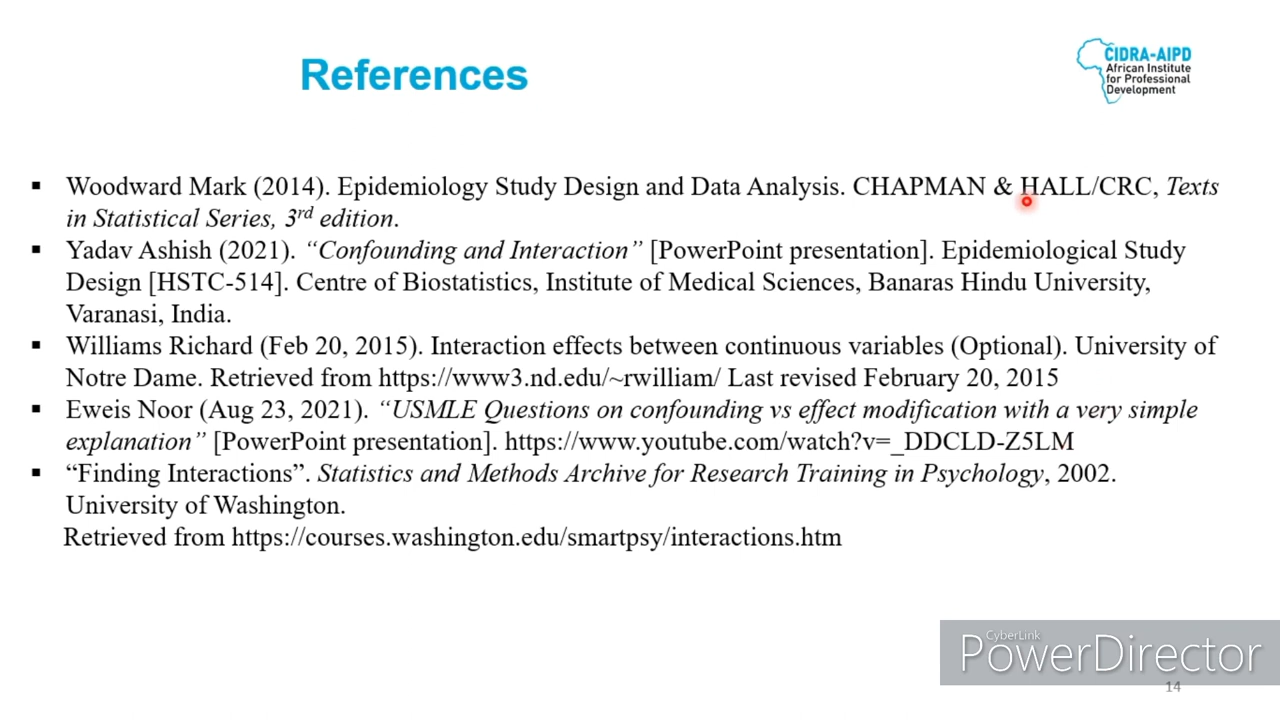 References
CIDRA-AIPD
African Institute
for Professional
Development
▪ Woodward Mark (2014). Epidemiology Study Design and Data Analysis. CHAPMAN & HALL/CRC, Texts
in Statistical Series, 3rd edition.
▪ Yadav Ashish (2021). “Confounding and Interaction” [PowerPoint presentation]. Epidemiological Study
Design [HSTC-514]. Centre of Biostatistics, Institute of Medical Sciences, Banaras Hindu University,
Varanasi, India.
▪ Williams Richard (Feb 20, 2015). Interaction effects between continuous variables (Optional). University of
Notre Dame. Retrieved from https://www3.nd.edu/~rwilliam/ Last revised February 20, 2015
▪ Eweis Noor (Aug 23, 2021). “USMLE Questions on confounding vs effect modification with a very simple
explanation” [PowerPoint presentation]. https://www.youtube.com/watch?v=_DDCLD-Z5LM
▪ “Finding Interactions”. Statistics and Methods Archive for Research Training in Psychology, 2002.
University of Washington.
Retrieved from https://courses.washington.edu/smartpsy/interactions.htm
CyberLink
PowerDirector
14